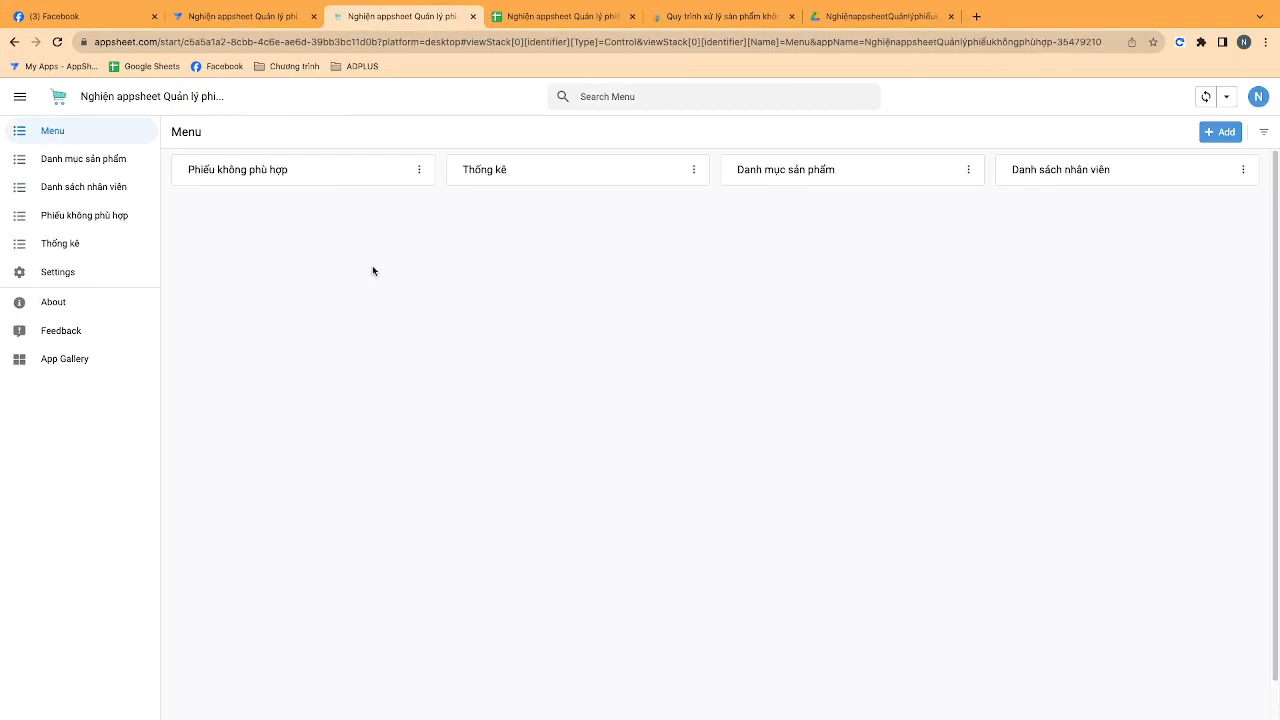 (3) Facebook
Nghiện appsheet Quản lý phi
Nghiện appsheet Quản lý phi.
Nghiện appsheet Quản lý phi
Quy trình xử lý sản phẩm khôn
NghiệnappsheetQuảnlýphiếuk
appsheet.com/start/c5a5a1a2-8cbb-4c6e-ae6d-39bb3bc11d0b?platform=desktop#viewStack[0][identifier][Type]=Control&viewStack[0][identifier][Name]=Menu&appName=NghiệnappsheetQuảnlýphiếukhôngphùhợp-35479210
N
My Apps - AppSh...
Google Sheets
Facebook
Chương trình
ADPLUS
Nghiện appsheet Quản lý phi...
Search Menu
N
Menu
Menu
+ Add
Danh mục sản phẩm
Danh sách nhân viên
Phiếu không phù hợp
Thống kê
Settings
About
Feedback
App Gallery
Phiếu không phù hợp
Thống kê
Danh mục sản phẩm
Danh sách nhân viên